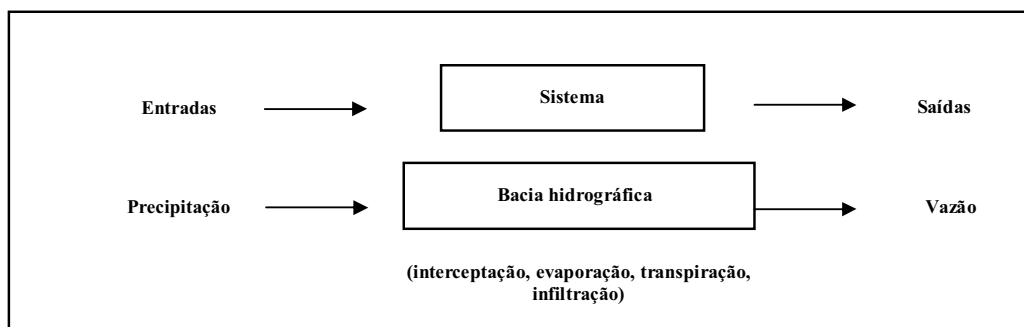 Entradas
Sistema
Saídas
Precipitação
Bacia hidrográfica
Vazão
(interceptação, evaporação, transpiração,
infiltração)